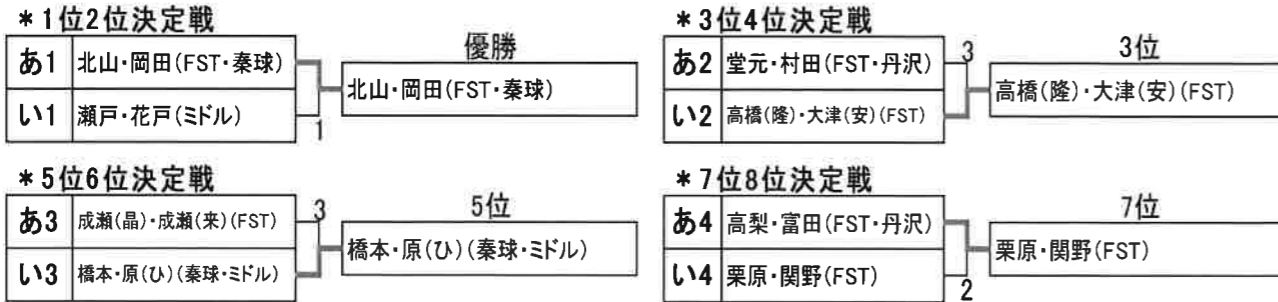 *1位2位決定戦
優勝
あ1 北山・岡田(FST・秦球)
い1 瀬戸・花戸(ミドル)
1
北山・岡田(FST・秦球)
*3位4位決定戦
3位
あ2 堂元・村田(FST・丹沢)
3
い2 高橋(隆)・大津(安)(FST)
高橋(隆)・大津(安)(FST)
*5位6位決定戦
5位
あ3 成瀬(晶)・成瀬(来)(FST)
3
い3 橋本・原(ひ)(秦球・ミドル)
橋本・原(ひ)(秦球・ミドル)
*7位8位決定戦
7位
あ4 高梨・富田(FST・丹沢)
い4 栗原・関野(FST)
2
栗原・関野(FST)